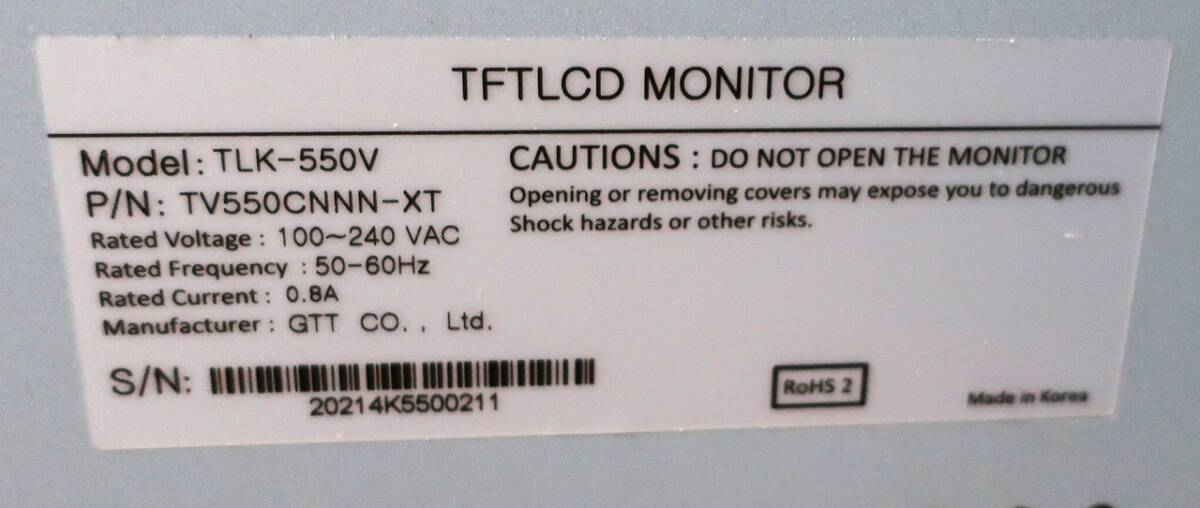 TFTLCD MONITOR
Model: TLK-550V
P/N: TV550CNNN-XT
Rated Voltage : 100~240 VAC
Rated Frequency : 50-60Hz
Rated Current : 0.8A
Manufacturer : GTT CO., Ltd.
CAUTIONS : DO NOT OPEN THE MONITOR
Opening or removing covers may expose you to dangerous
Shock hazards or other risks.
S/N:
20214K5500211
RoHS 2
Made in Korea